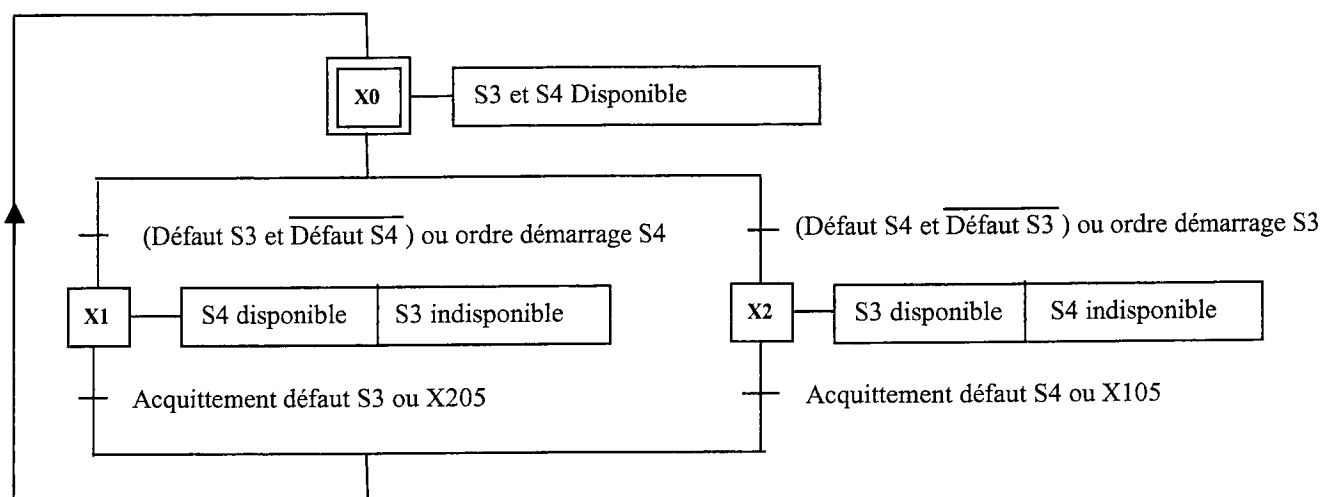 X0
S3 et S4 Disponible
(Défaut S3 et Défaut S4 ) ou ordre démarrage S4
(Défaut S4 et Défaut S3 ) ou ordre démarrage S3
X1
S4 disponible
S3 indisponible
X2
S3 disponible
S4 indisponible
Acquittement défaut S3 ou X205
Acquittement défaut S4 ou X105